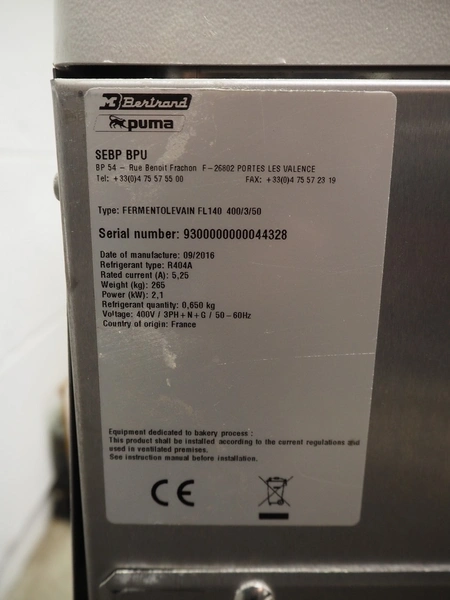 Bertrand
puma
SEBP BPU
BP 54 – Rue Benoit Frachon F–26802 PORTES LES VALENCE
Tel: +33(0)4 75 57 55 00 FAX: +33(0)4 75 57 23 19
Type: FERMENTOLEVAIN FL140 400/3/50
Serial number: 9300000000044328
Date of manufacture: 09/2016
Refrigerant type: R404A
Rated current (A): 5,25
Weight (kg): 265
Power (kW): 2,1
Refrigerant quantity: 0,650 kg
Voltage: 400V / 3PH+N+G / 50–60Hz
Country of origin: France
Equipment dedicated to bakery process :
This product shall be installed according to the current regulations and
used in ventilated premises.
See instruction manual before installation.
CE